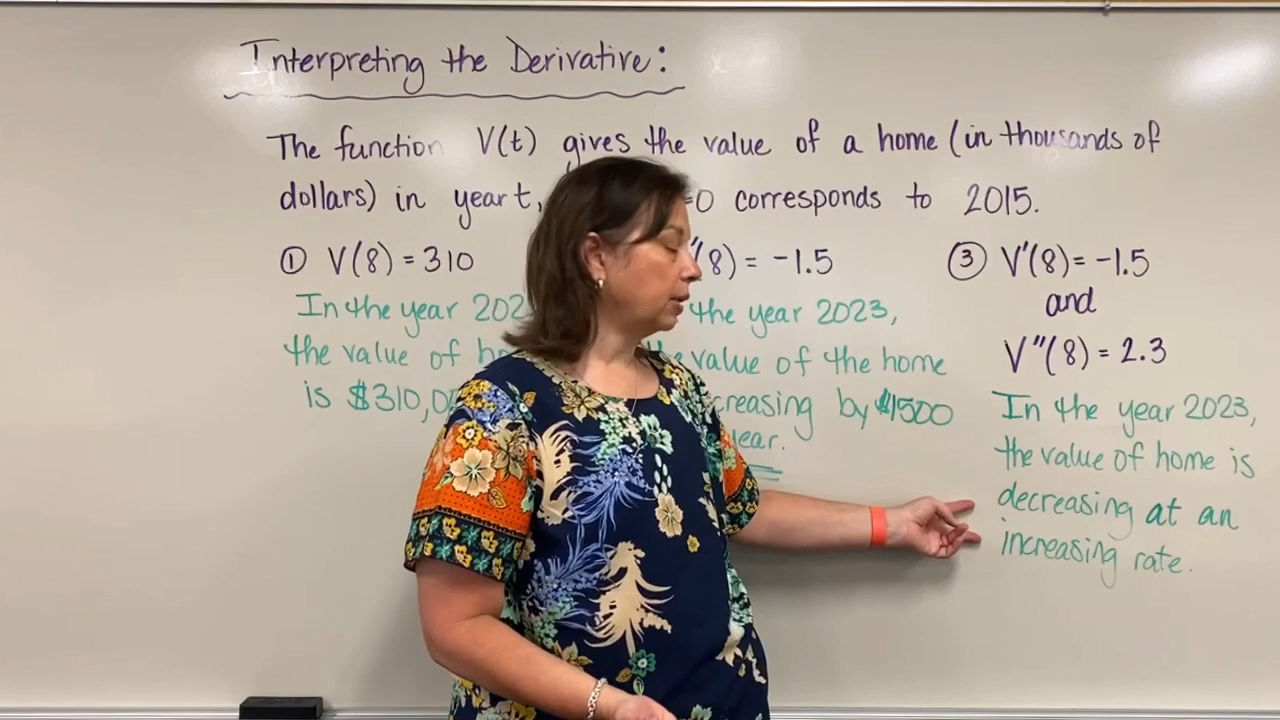 Interpreting the Derivative:
The function V(t) gives the value of a home (in thousands of
dollars) in year t, =0 corresponds to 2015.
① V(8) = 310
In the year
the value of
is $310,0
"(8) = -1.5
the year 2023,
value of the home
creasing by $1500
year.
③ V'(8) = -1.5
and
V"(8) = 2.3
In the year 2023,
the value of home is
decreasing at an
increasing rate.